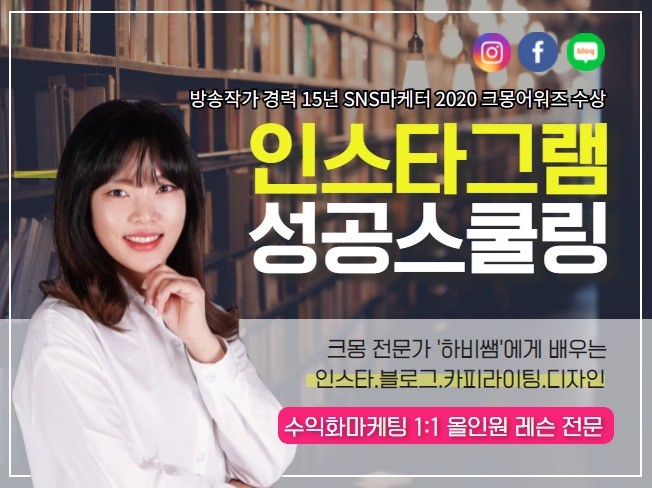 blog
방송작가 경력 15년 SNS마케터 2020 크몽어워즈 수상
인스타그램
성공스쿨링
크몽 전문가 '하비쌤'에게 배우는
인스타.블로그.카피라이팅.디자인
수익화마케팅 1:1 올인원 레슨 전문